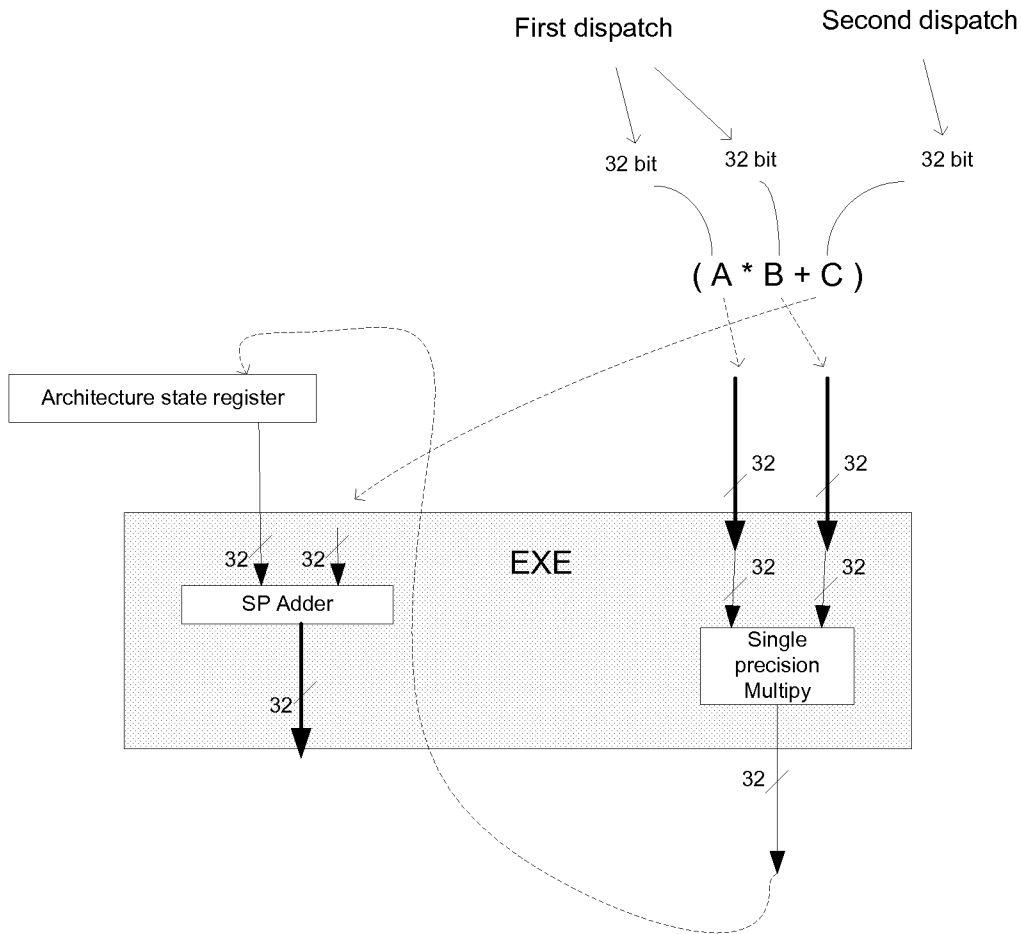 First dispatch
Second dispatch
32 bit
32 bit
32 bit
( A * B + C )
Architecture state register
32
32
EXE
32
32
32
32
SP Adder
Single
precision
Multipy
32
32